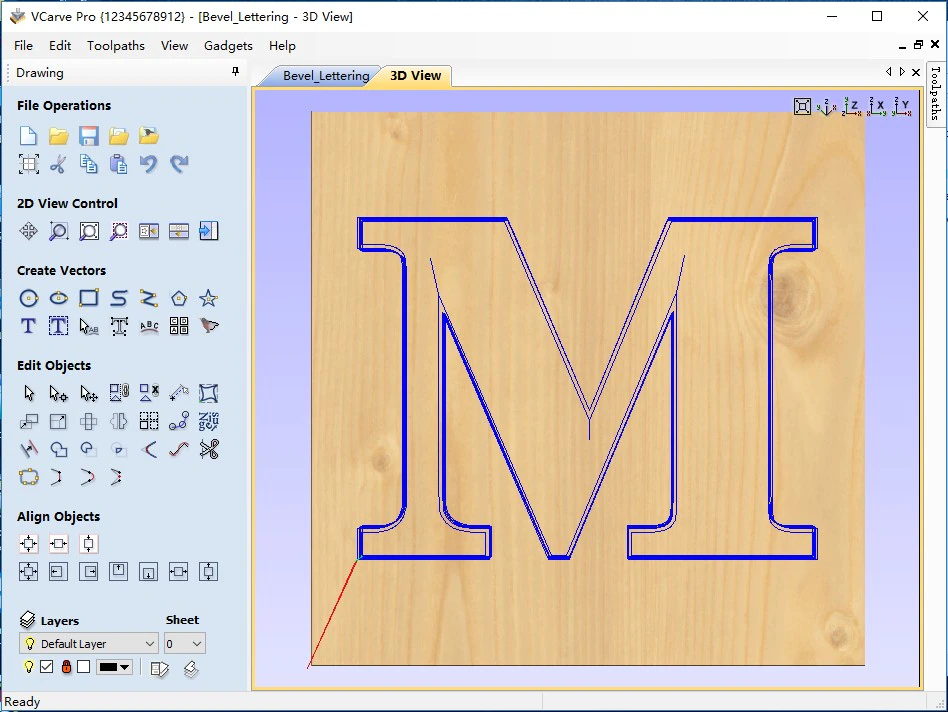 VCarve Pro {12345678912} - [Bevel_Lettering - 3D View]
File Edit Toolpaths View Gadgets Help
Drawing
Bevel_Lettering 3D View
Toolpaths
File Operations
2D View Control
Create Vectors
Edit Objects
Align Objects
Layers Sheet
Default Layer 0
Ready
M